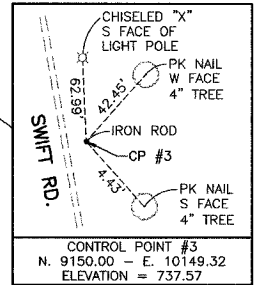 CHISELED "X"
S FACE OF
LIGHT POLE
PK NAIL
W FACE
4" TREE
62.99'
42.45'
SWIFT RD.
IRON ROD
CP #3
4.43'
PK NAIL
S FACE
4" TREE
CONTROL POINT #3
N. 9150.00 – E. 10149.32
ELEVATION = 737.57